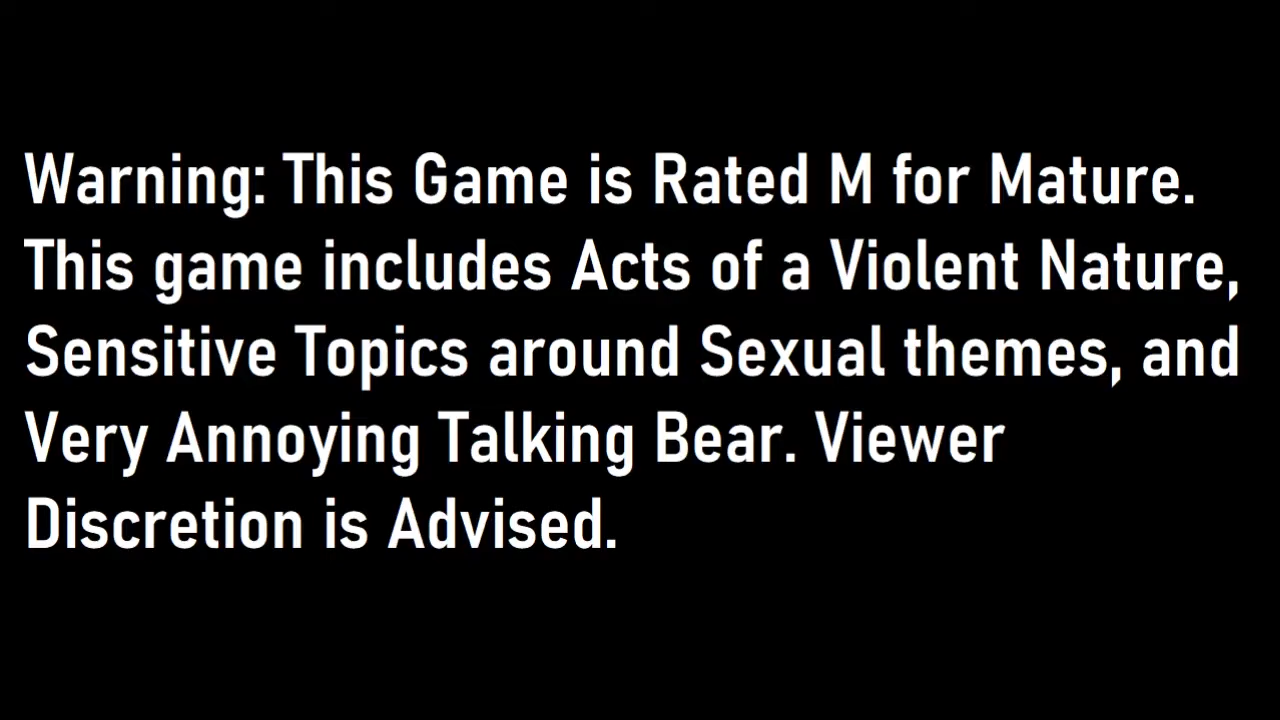 Warning: This Game is Rated M for Mature.
This game includes Acts of a Violent Nature,
Sensitive Topics around Sexual themes, and
Very Annoying Talking Bear. Viewer
Discretion is Advised.